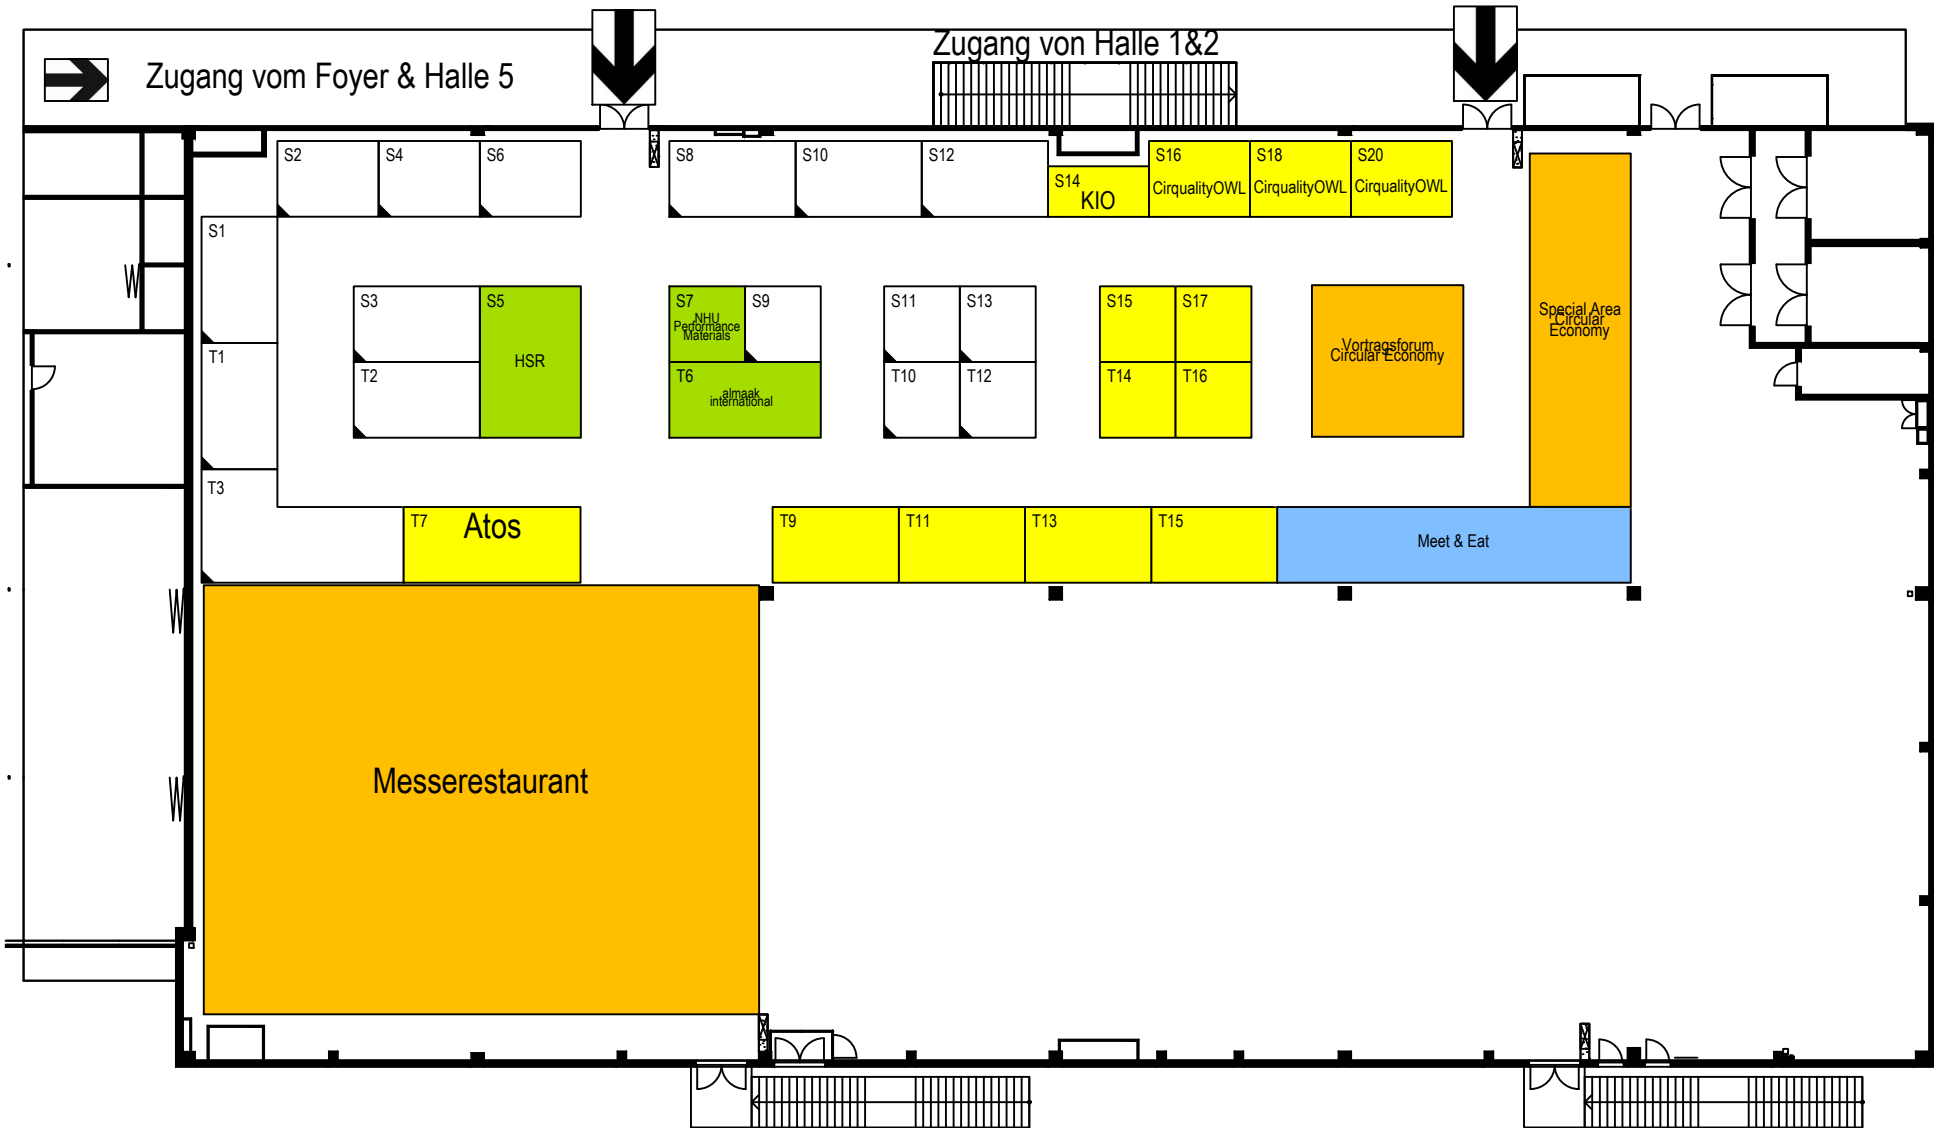 Zugang von Halle 1&2
Zugang vom Foyer & Halle 5
S2
S4
S6
S8
S10
S12
S14
KIO
S16
CirqualityOWL
S18
CirqualityOWL
S20
CirqualityOWL
S1
S3
S5
HSR
S7
NHU
Performance
Materials
S9
S11
S13
S15
S17
Vortragsforum
Circular Economy
Special Area
Circular
Economy
T1
T2
T6
almaak
international
T10
T12
T14
T16
T3
T7
Atos
T9
T11
T13
T15
Meet & Eat
Messerestaurant